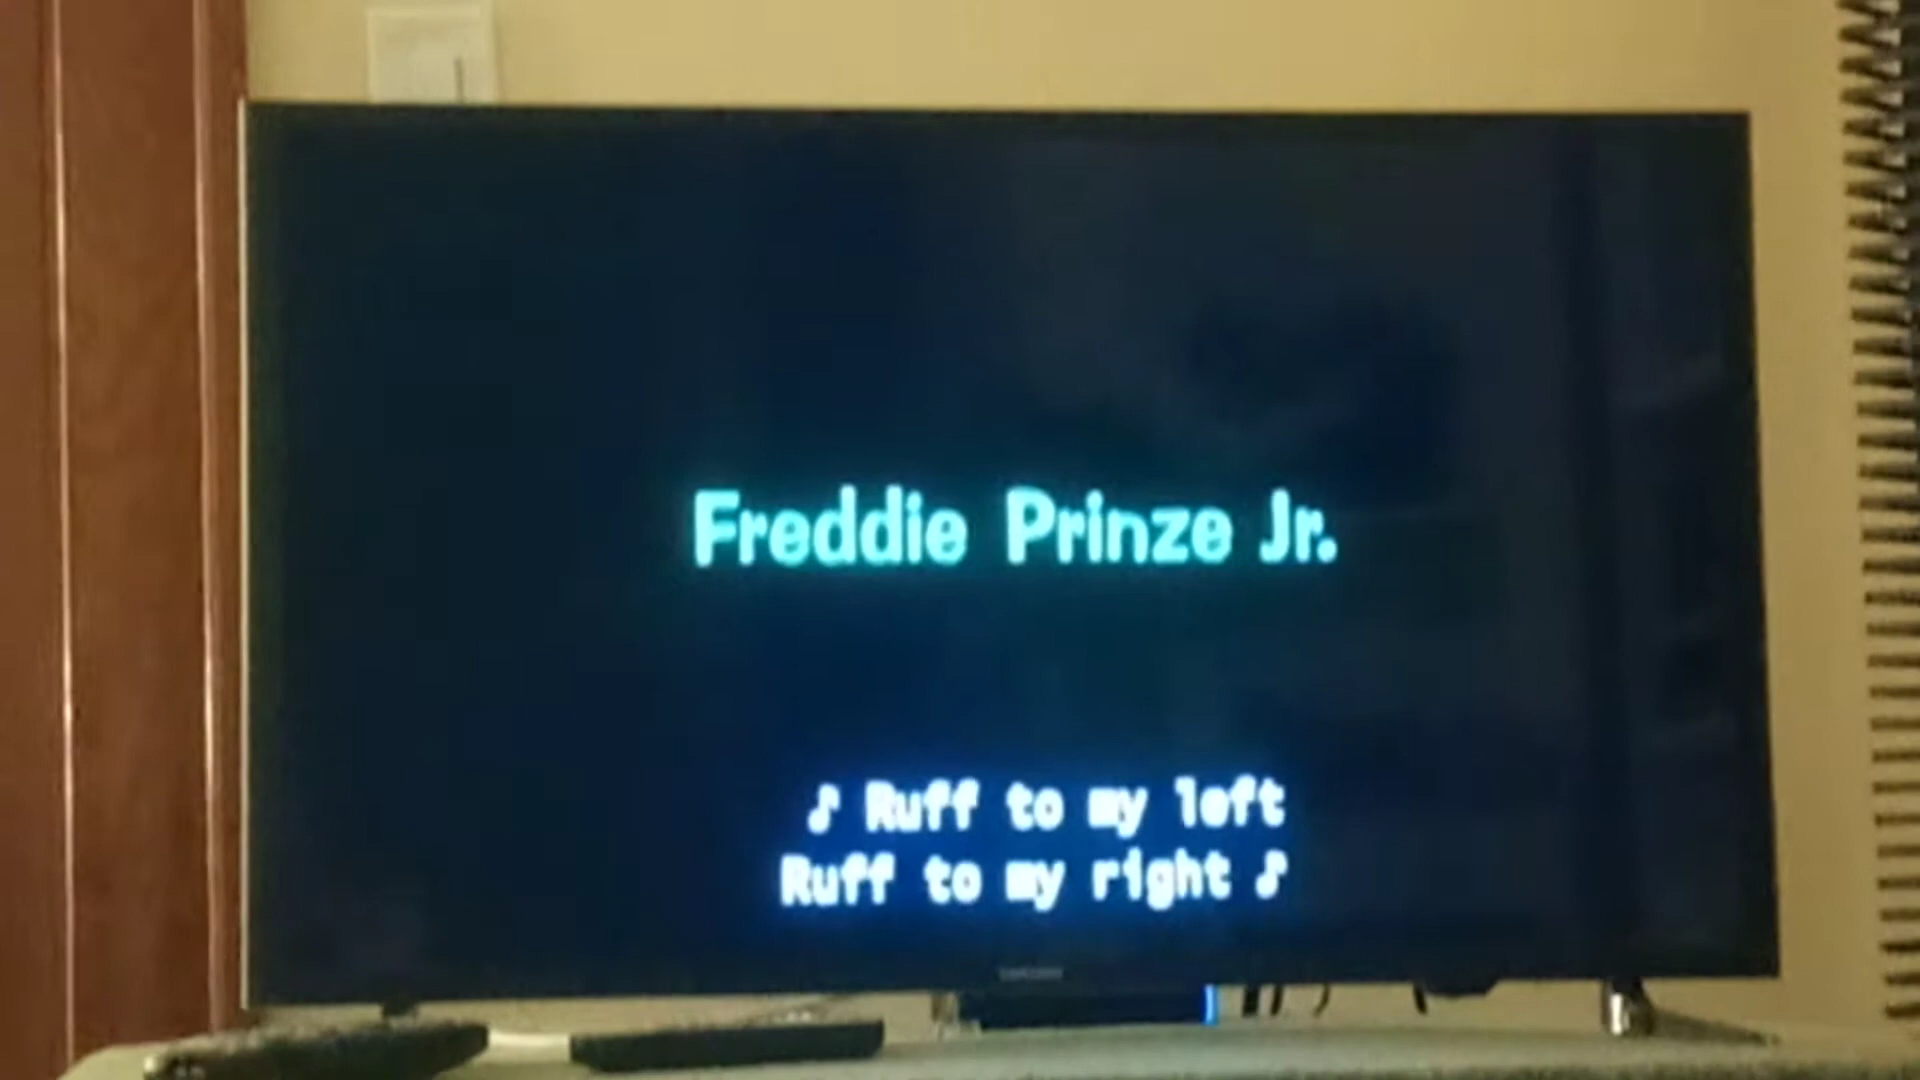 Freddie Prinze Jr.
♪ Ruff to my left
Ruff to my right ♪